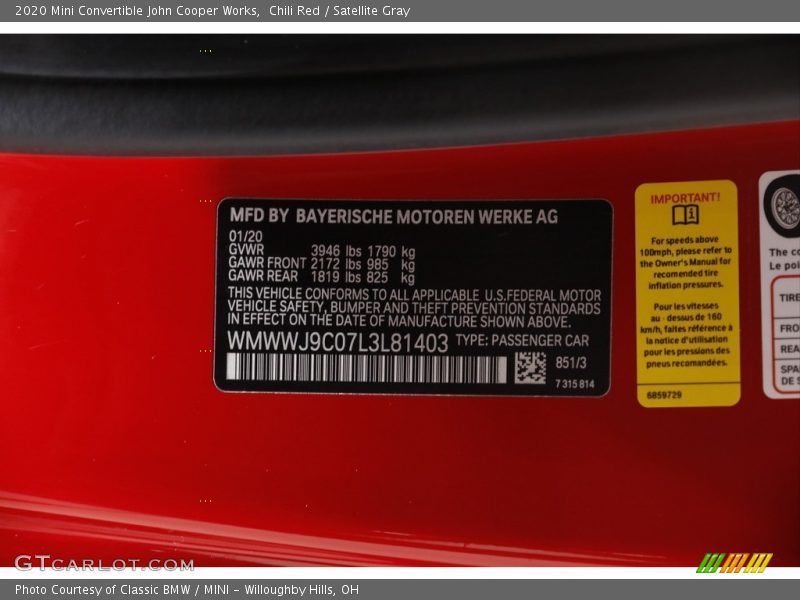 2020 Mini Convertible John Cooper Works, Chili Red / Satellite Gray
MFD BY BAYERISCHE MOTOREN WERKE AG
01/20
GVWR 3946 lbs 1790 kg
GAWR FRONT 2172 lbs 985 kg
GAWR REAR 1819 lbs 825 kg
THIS VEHICLE CONFORMS TO ALL APPLICABLE U.S.FEDERAL MOTOR
VEHICLE SAFETY, BUMPER AND THEFT PREVENTION STANDARDS
IN EFFECT ON THE DATE OF MANUFACTURE SHOWN ABOVE.
WMWWJ9C07L3L81403 TYPE: PASSENGER CAR
851/3
7 315 814
IMPORTANT!
For speeds above
100mph, please refer to
the Owner's Manual for
recomended tire
inflation pressures.
Pour les vitesses
au - dessus de 160
km/h, faites référence à
la notice d'utilisation
pour les pressions des
pneus recomandées.
6859729
The
Le
TIRE
DE
GTcarlot.com
Photo Courtesy of Classic BMW / MINI - Willoughby Hills, OH